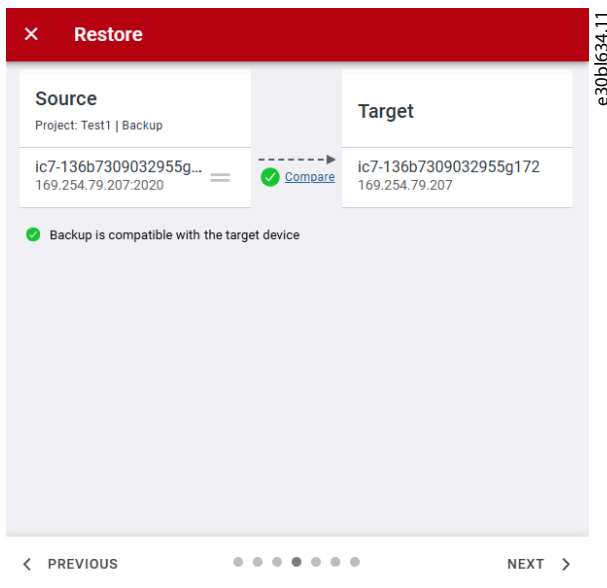 Restore
Source
Project: Test1 | Backup
ic7-136b7309032955g...
169.254.79.207:2020
Compare
Target
ic7-136b7309032955g172
169.254.79.207
Backup is compatible with the target device
PREVIOUS
NEXT
e30bl634.11